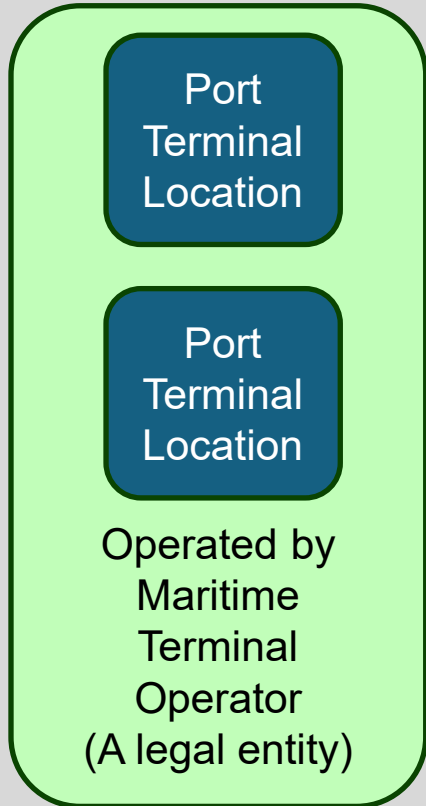 Port
Terminal
Location
Port
Terminal
Location
Operated by
Maritime
Terminal
Operator
(A legal entity)